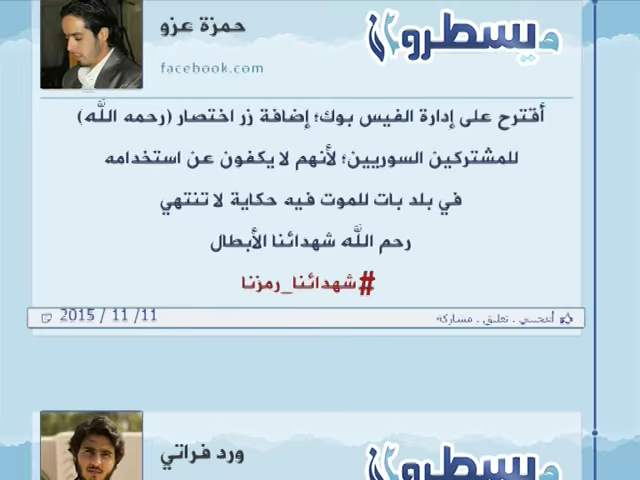 حمزة عزو
د يسطرون
facebook.com
أقترح على إدارة الفيس بوك؛ إضافة زر اختصار (رحمه الله)
للمشتركين السوريين؛ لأنهم لا يكفون عن استخدامه
في بلد بات للموت فيه حكاية لا تنتهي
رحم الله شهدائنا الأبطال
#شهدائنا_رمزنا
أعجبني . تعليق . مشاركة
2015 / 11 /11
ورد فراتي
د يسطرون